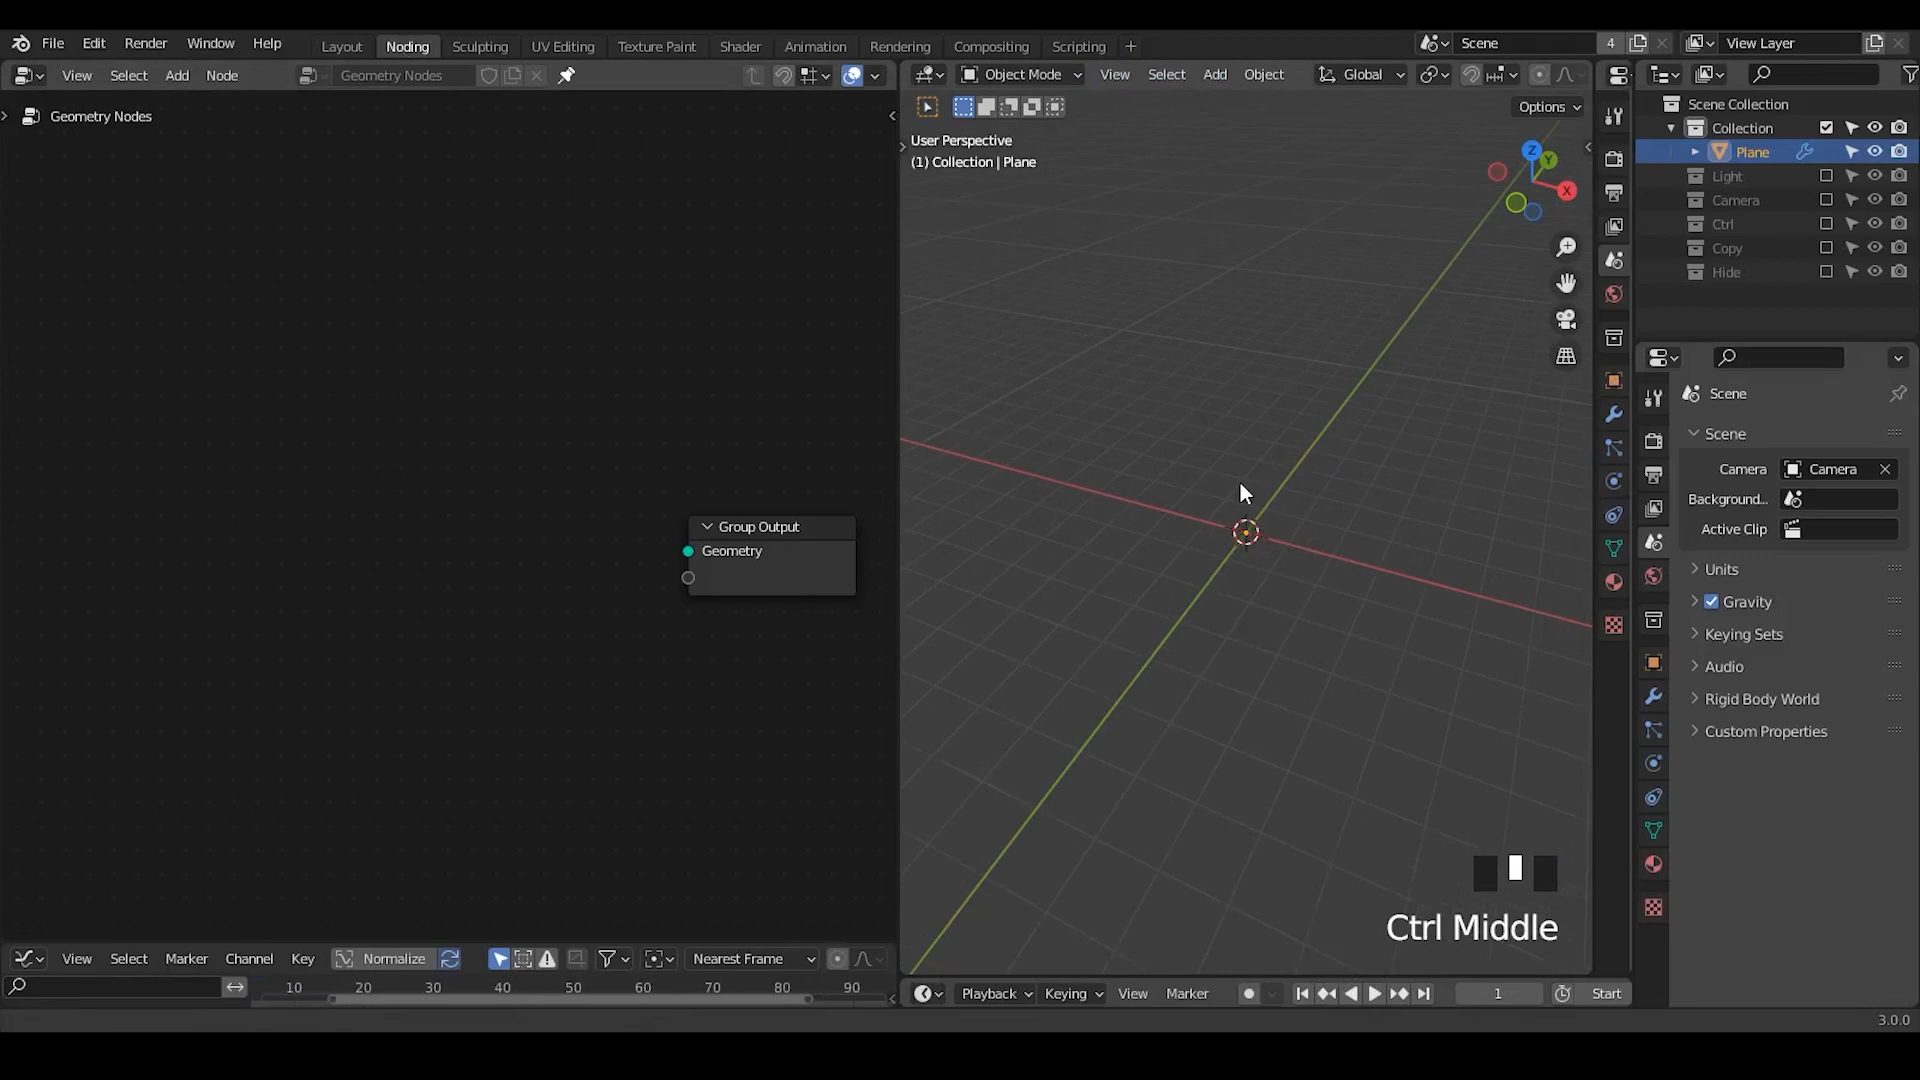 File Edit Render Window Help Layout Noding Sculpting UV Editing Texture Paint Shader Animation Rendering Compositing Scripting + Scene 4 View Layer
View Select Add Node Geometry Nodes Object Mode View Select Add Object Global
Options
Geometry Nodes
User Perspective
(1) Collection | Plane
Z
Y
X
Scene Collection
Collection
Plane
Light
Camera
Ctrl
Copy
Hide
Scene
Scene
Camera Camera
Background...
Active Clip
Units
Gravity
Keying Sets
Audio
Rigid Body World
Custom Properties
Group Output
Geometry
Ctrl Middle
View Select Marker Channel Key Normalize Nearest Frame
10 20 30 40 50 60 70 80 90
Playback Keying View Marker 1 Start
3.0.0